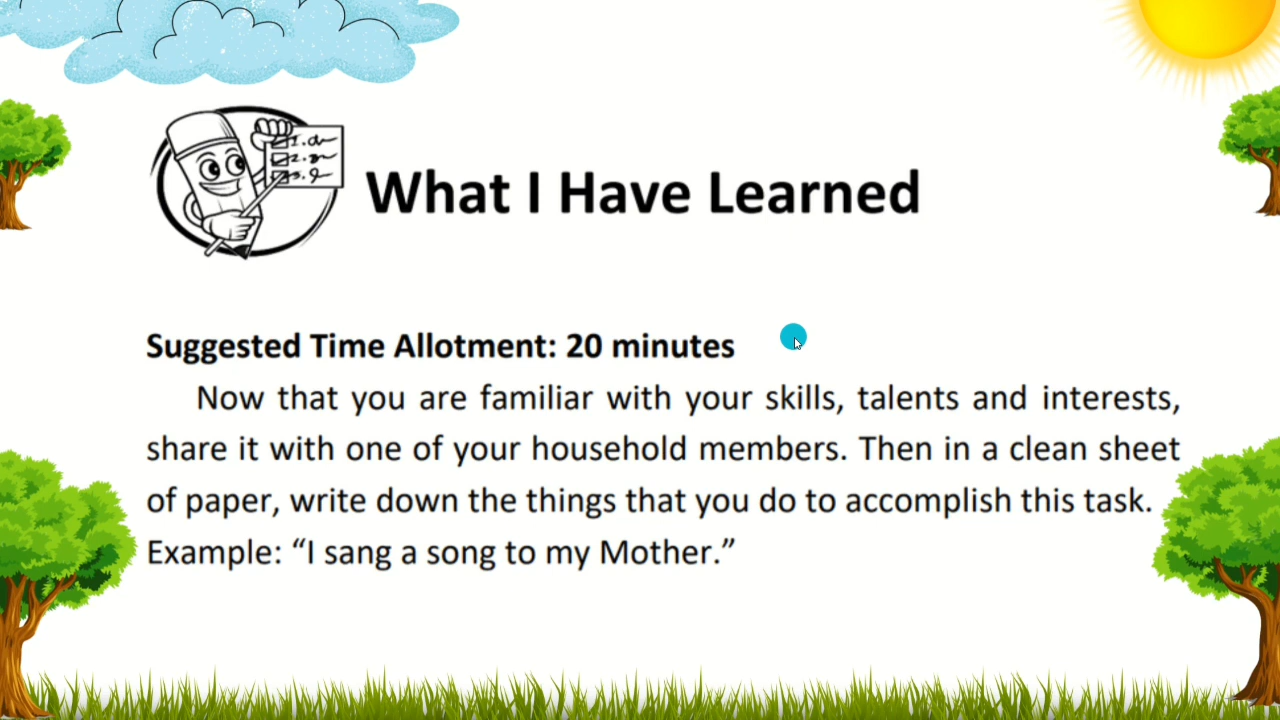 What I Have Learned
Suggested Time Allotment: 20 minutes
Now that you are familiar with your skills, talents and interests,
share it with one of your household members. Then in a clean sheet
of paper, write down the things that you do to accomplish this task.
Example: “I sang a song to my Mother.”